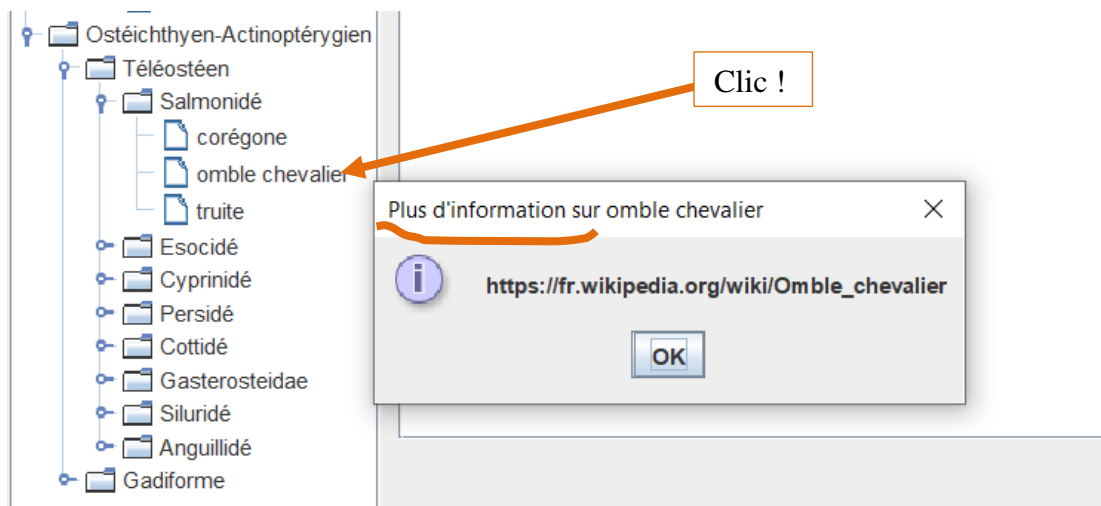 Ostéichthyen-Actinoptérygien
Téléostéen
Salmonidé
corégone
omble chevalier
truite
Esocidé
Cyprinidé
Persidé
Cottidé
Gasterosteidae
Siluridé
Anguillidé
Gadiforme
Clic !
Plus d'information sur omble chevalier
i
https://fr.wikipedia.org/wiki/Omble_chevalier
OK